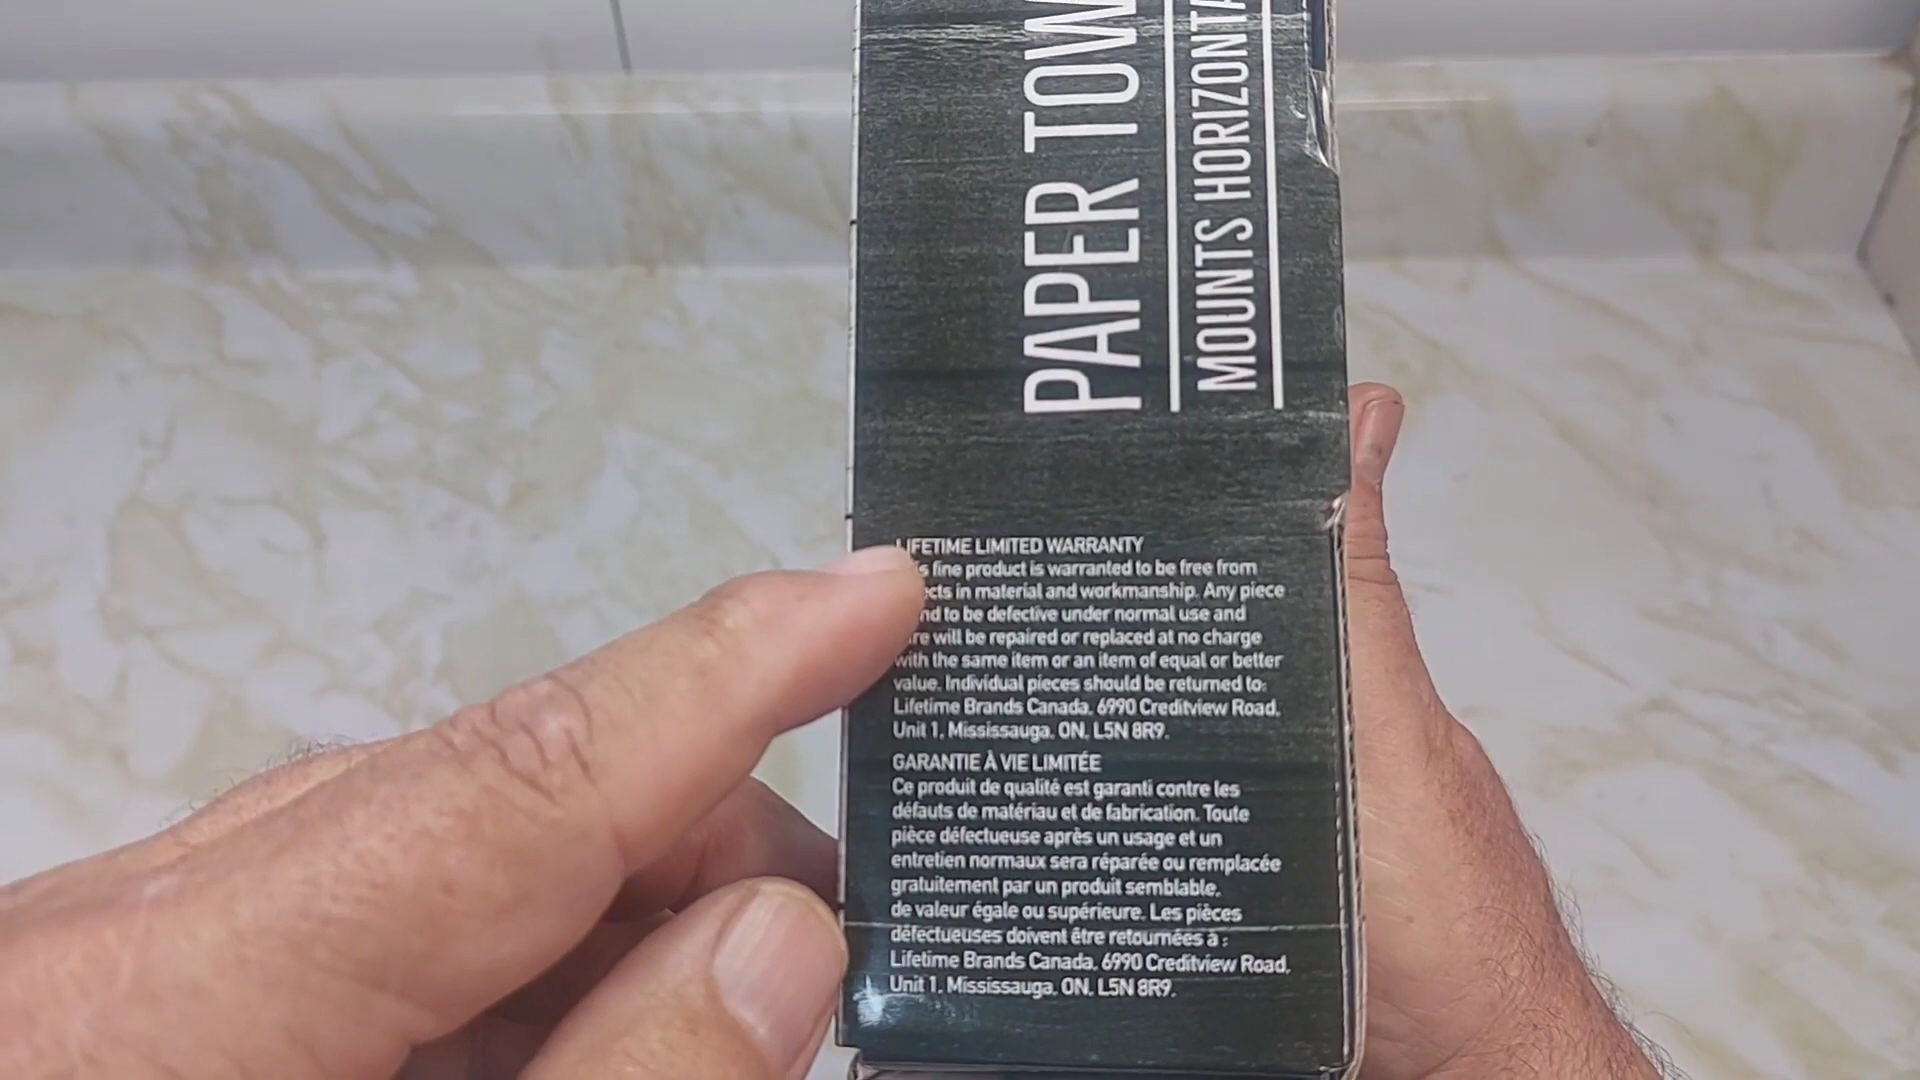 PAPER TOW
MOUNTS HORIZONTA
LIFETIME LIMITED WARRANTY
fine product is warranted to be free from
in material and workmanship. Any piece
to be defective under normal use and
will be repaired or replaced at no charge
with the same item or an item of equal or better
value. Individual pieces should be returned to:
Lifetime Brands Canada, 6990 Creditview Road,
Unit 1, Mississauga, ON, L5N 8R9.
GARANTIE À VIE LIMITÉE
Ce produit de qualité est garanti contre les
défauts de matériau et de fabrication. Toute
pièce défectueuse après un usage et un
entretien normaux sera réparée ou remplacée
gratuitement par un produit semblable,
de valeur égale ou supérieure. Les pièces
défectueuses doivent être retournées à :
Lifetime Brands Canada, 6990 Creditview Road,
Unit 1, Mississauga, ON, L5N 8R9.